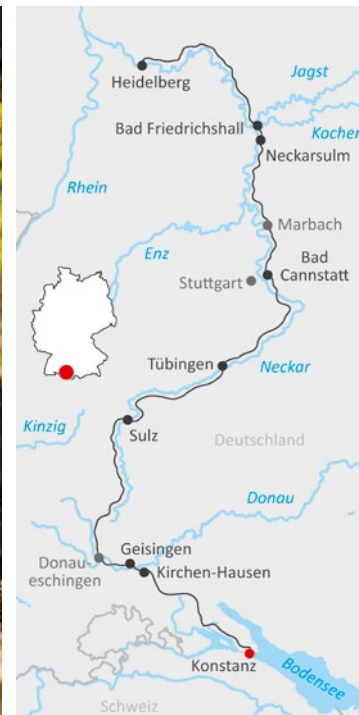 Heidelberg
Jagst
Bad Friedrichshall
Kocher
Neckarsulm
Rhein
Marbach
Enz
Bad
Cannstatt
Stuttgart
Tübingen
Neckar
Kinzig
Sulz
Deutschland
Donau
Geisingen
Donau-
eschingen
Kirchen-Hausen
Konstanz
Bodensee
Schweiz